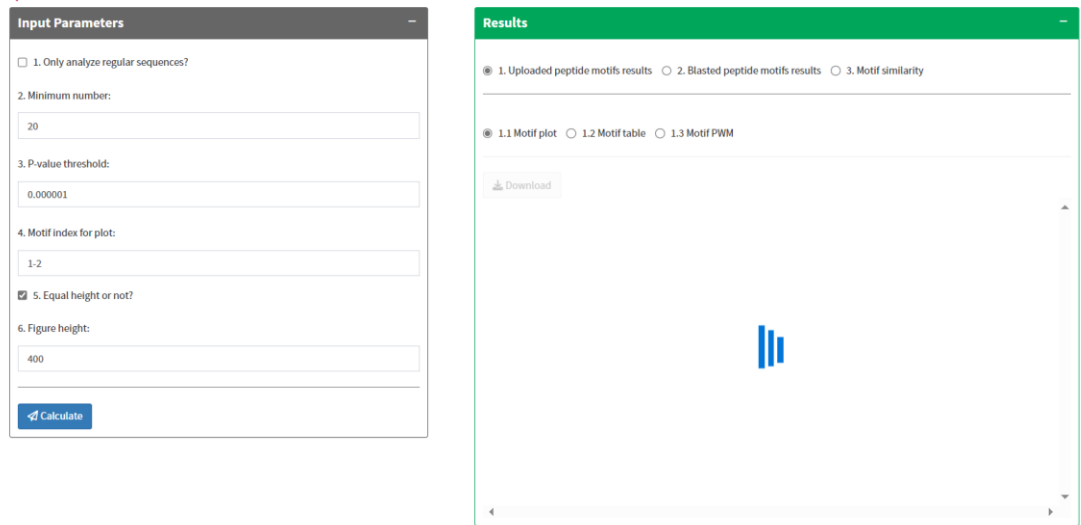 Input Parameters
1. Only analyze regular sequences?
2. Minimum number:
20
3. P-value threshold:
0.000001
4. Motif index for plot:
1-2
5. Equal height or not?
6. Figure height:
400
Calculate
Results
1. Uploaded peptide motifs results 2. Blasted peptide motifs results 3. Motif similarity
1.1 Motif plot 1.2 Motif table 1.3 Motif PWM
Download